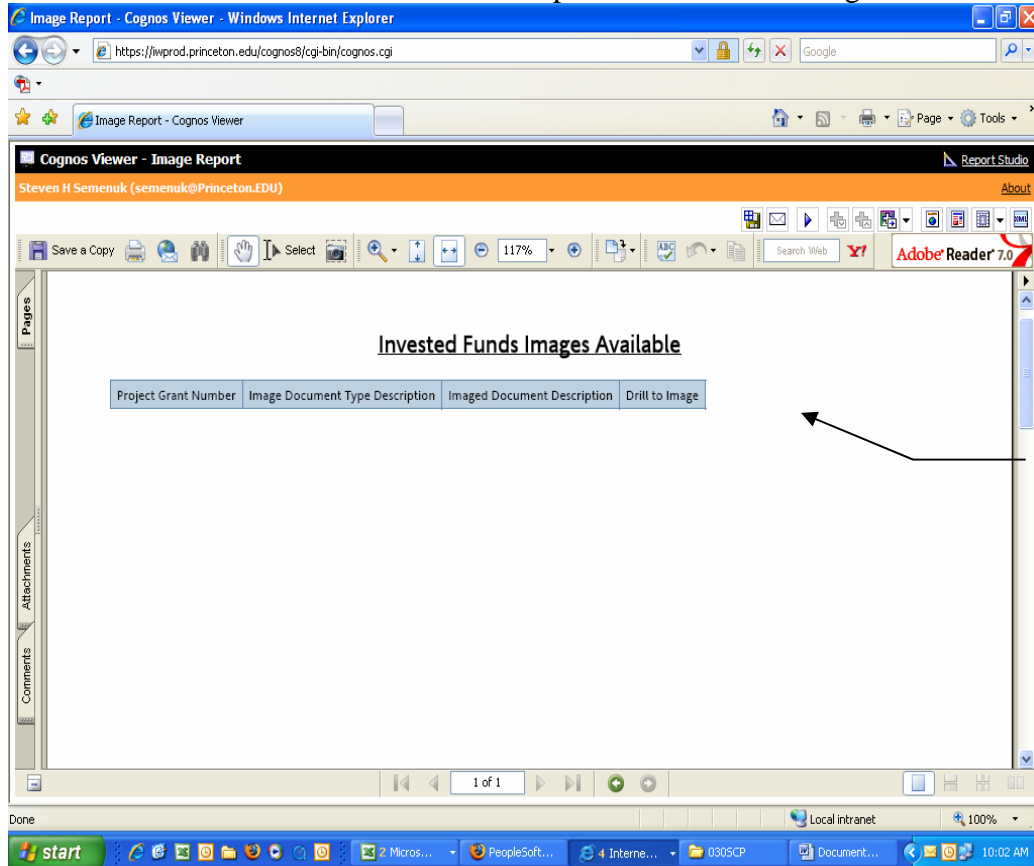 Image Report - Cognos Viewer - Windows Internet Explorer
https://iwprod.princeton.edu/cognos8/cgi-bin/cognos.cgi
Google
Image Report - Cognos Viewer
Page
Tools
Cognos Viewer - Image Report
Report Studio
Steven H Semenuk (semenuk@Princeton.EDU)
About
Save a Copy
Select
117%
Search Web
Y!
Adobe Reader 7.0
Pages
Invested Funds Images Available
Project Grant Number Image Document Type Description Imaged Document Description Drill to Image
Attachments
Comments
1 of 1
Done
Local intranet
100%
start
2 Micros...
PeopleSoft...
4 Interne...
030SCP
Document...
10:02 AM